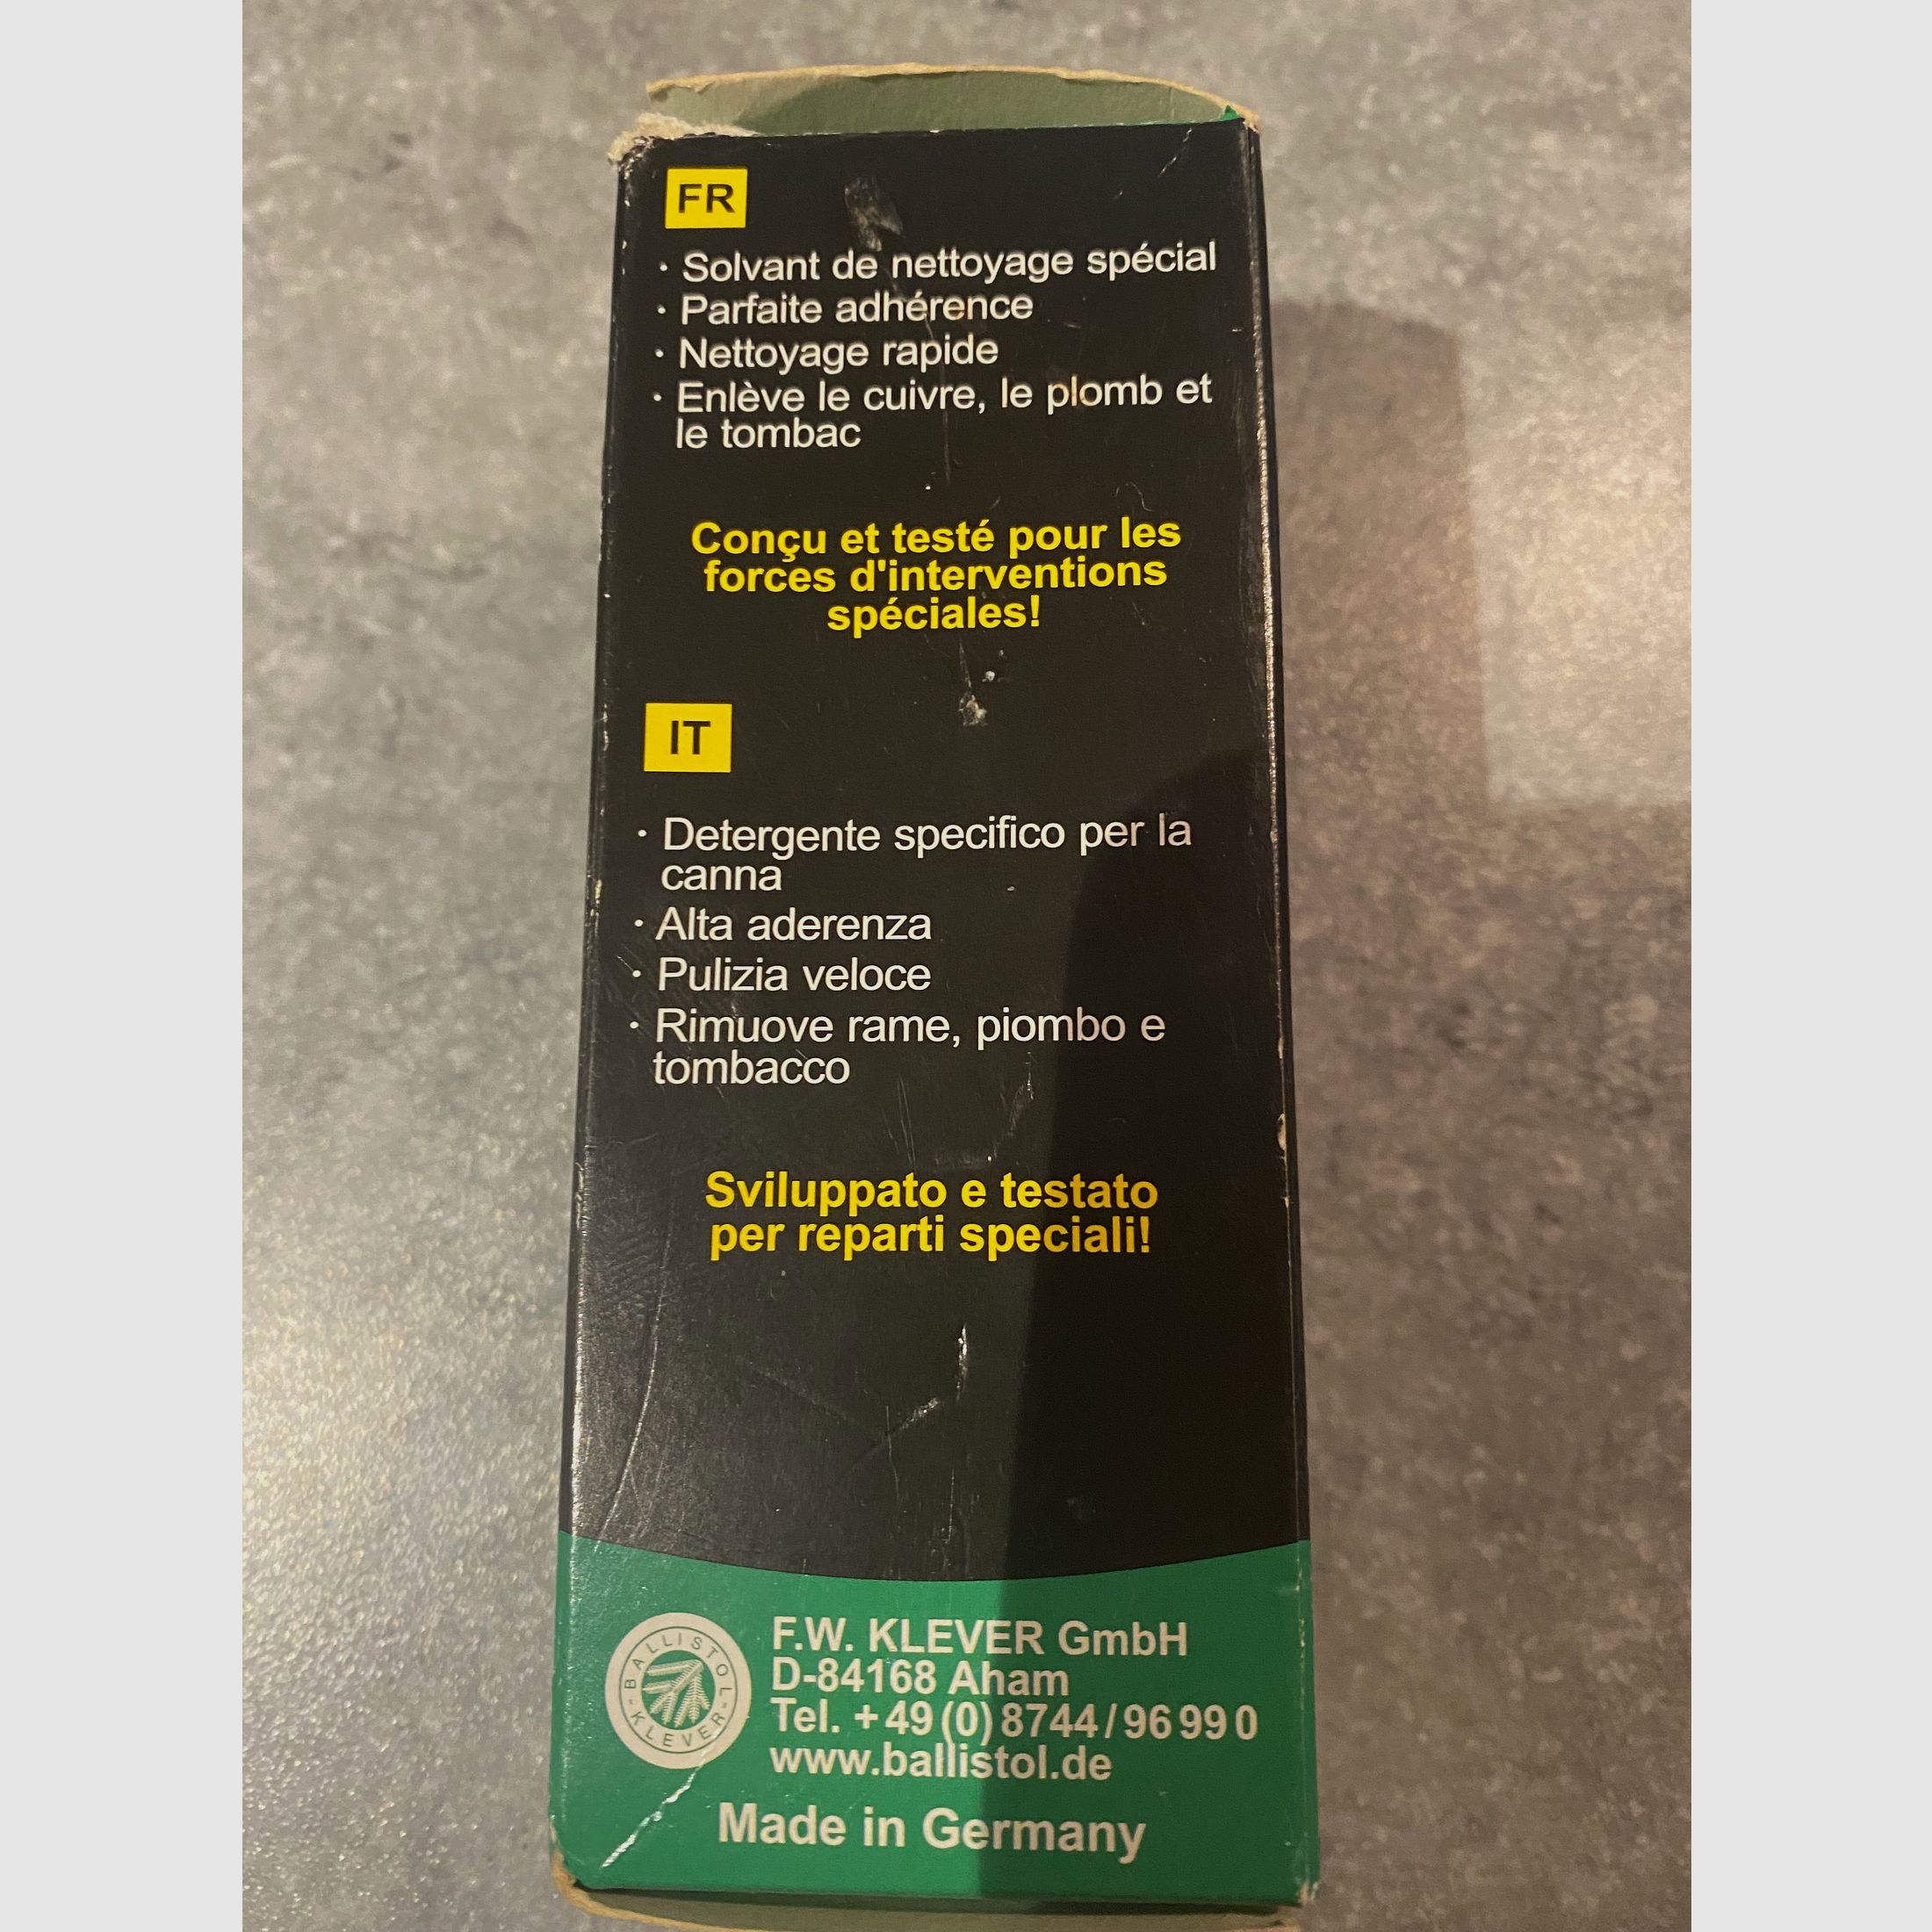 FR
· Solvant de nettoyage spécial
· Parfaite adhérence
· Nettoyage rapide
· Enlève le cuivre, le plomb et
le tombac
Conçu et testé pour les
forces d'interventions
spéciales!
IT
· Detergente specifico per la
canna
· Alta aderenza
· Pulizia veloce
· Rimuove rame, piombo e
tombacco
Sviluppato e testato
per reparti speciali!
BALLISTOL
- KLEVER -
F.W. KLEVER GmbH
D-84168 Aham
Tel. +49(0)8744/96990
www.ballistol.de
Made in Germany